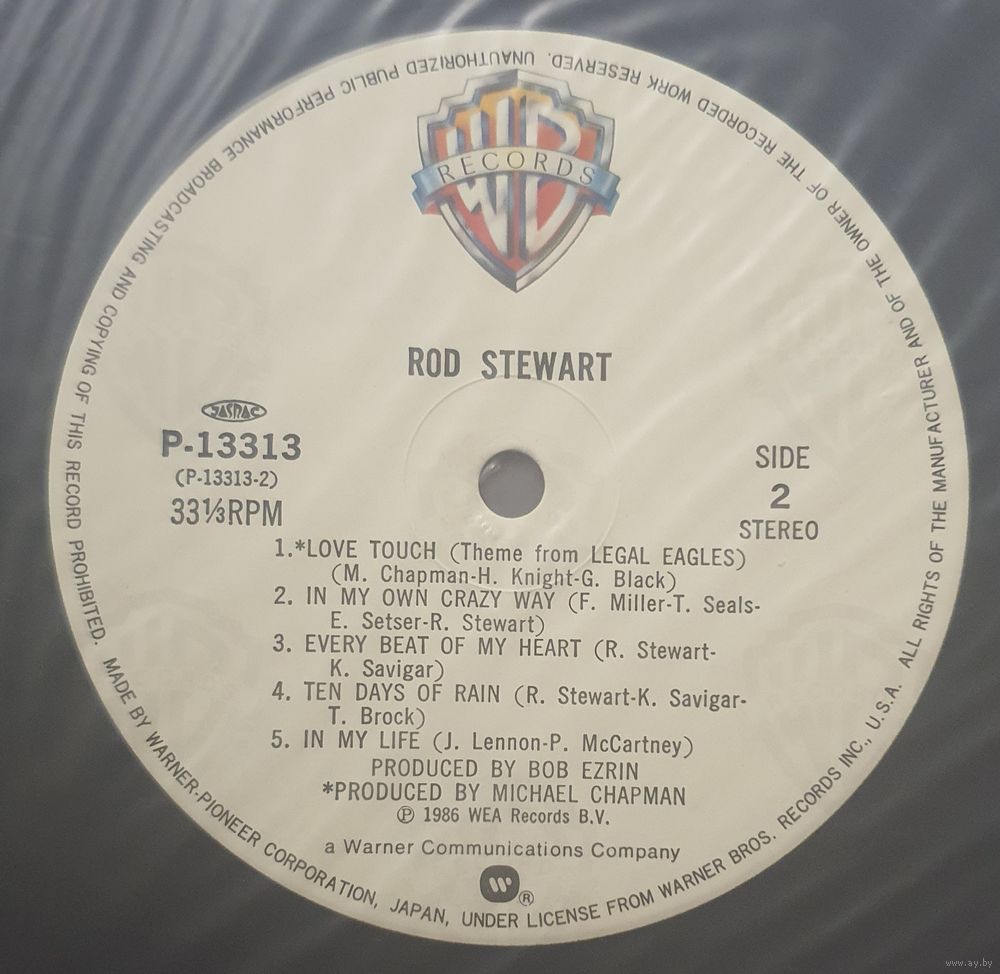 RECORDS
ROD STEWART
JASRAC
P-13313
(P-13313-2)
33⅓RPM
SIDE
2
STEREO
1.*LOVE TOUCH (Theme from LEGAL EAGLES)
(M. Chapman-H. Knight-G. Black)
2. IN MY OWN CRAZY WAY (F. Miller-T. Seals-
E. Setser-R. Stewart)
3. EVERY BEAT OF MY HEART (R. Stewart-
K. Savigar)
4. TEN DAYS OF RAIN (R. Stewart-K. Savigar-
T. Brock)
5. IN MY LIFE (J. Lennon-P. McCartney)
PRODUCED BY BOB EZRIN
*PRODUCED BY MICHAEL CHAPMAN
Ⓟ 1986 WEA Records B.V.
a Warner Communications Company
W ®
MADE BY WARNER-PIONEER CORPORATION, JAPAN, UNDER LICENSE FROM WARNER BROS. RECORDS INC., U.S.A. ALL RIGHTS OF THE MANUFACTURER AND OF THE OWNER OF THE RECORDED WORK RESERVED. UNAUTHORIZED PUBLIC PERFORMANCE BROADCASTING AND COPYING OF THIS RECORD PROHIBITED.
www.ay.by